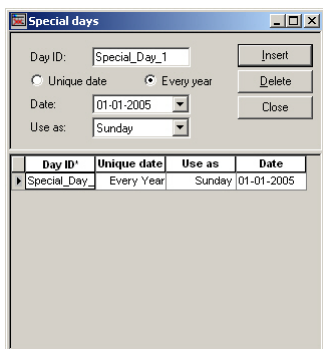 Special days
Day ID: Special_Day_1 Insert
Unique date Every year Delete
Date: 01-01-2005 Close
Use as: Sunday
Day ID* Unique date Use as Date
Special_Day_ Every Year Sunday 01-01-2005